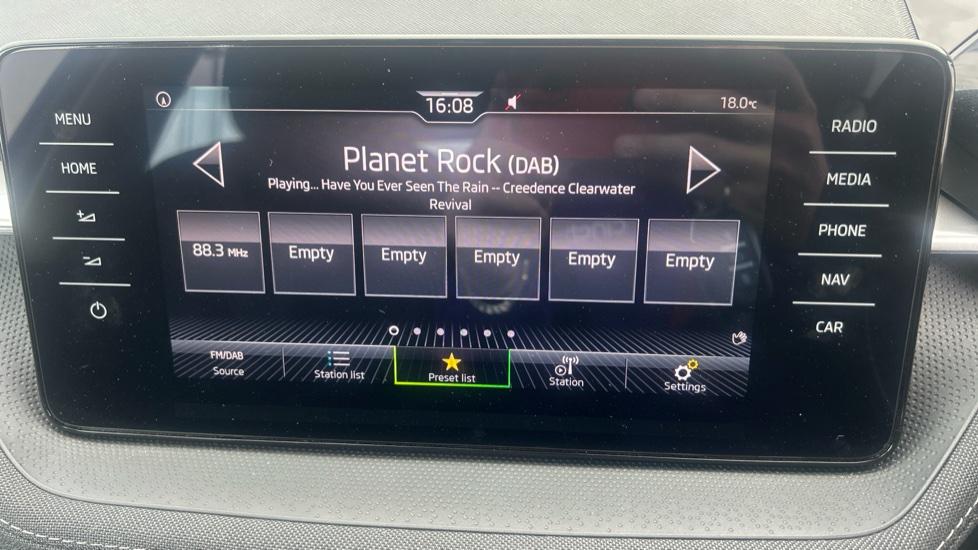 16:08
18.0°C
MENU
HOME
RADIO
MEDIA
PHONE
NAV
CAR
Planet Rock (DAB)
Playing... Have You Ever Seen The Rain -- Creedence Clearwater
Revival
88.3 MHz
Empty
Empty
Empty
Empty
Empty
FM/DAB
Source
Station list
Preset list
Station
Settings